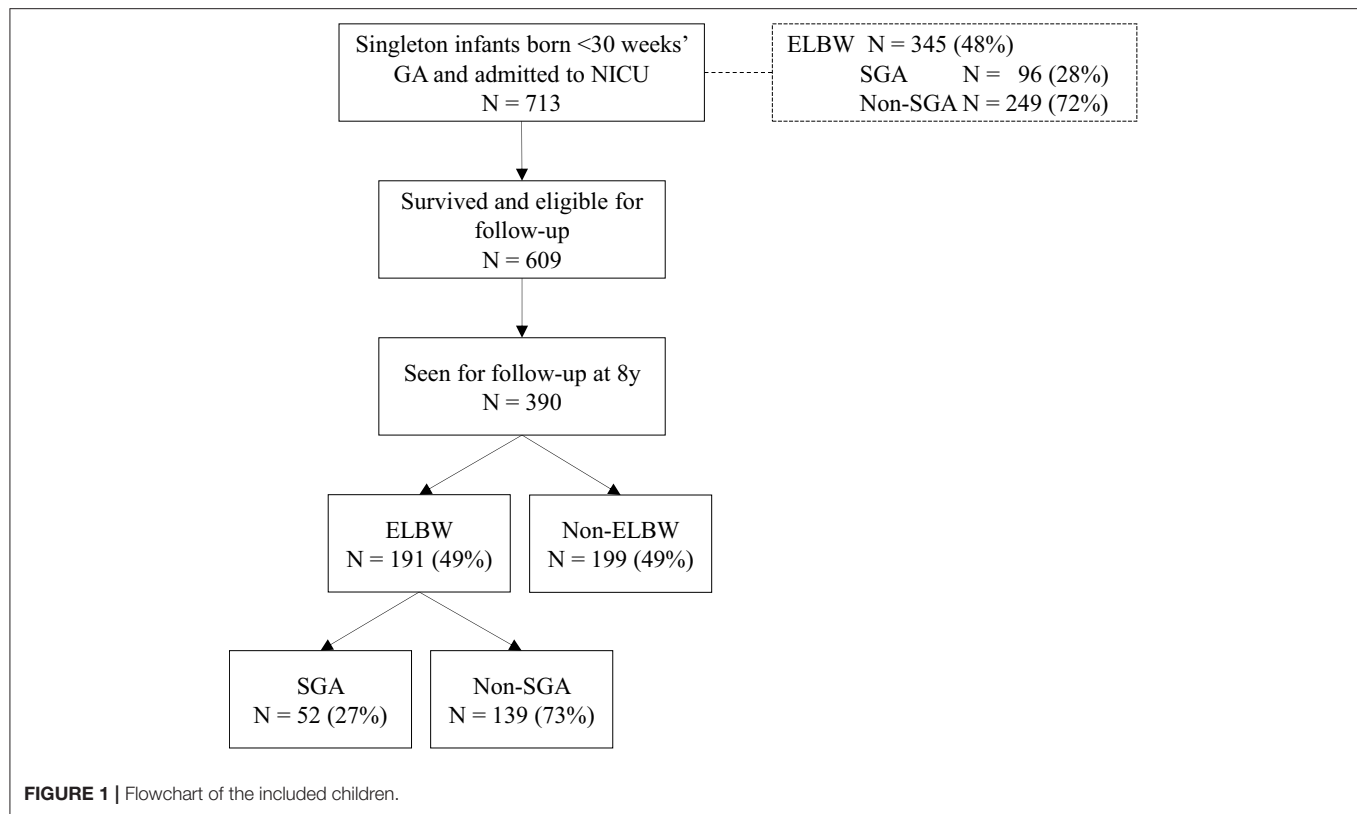 Singleton infants born <30 weeks'
GA and admitted to NICU
N = 713
ELBW N = 345 (48%)
SGA N = 96 (28%)
Non-SGA N = 249 (72%)
Survived and eligible for
follow-up
N = 609
Seen for follow-up at 8y
N = 390
ELBW
N = 191 (49%)
Non-ELBW
N = 199 (49%)
SGA
N = 52 (27%)
Non-SGA
N = 139 (73%)
FIGURE 1 | Flowchart of the included children.